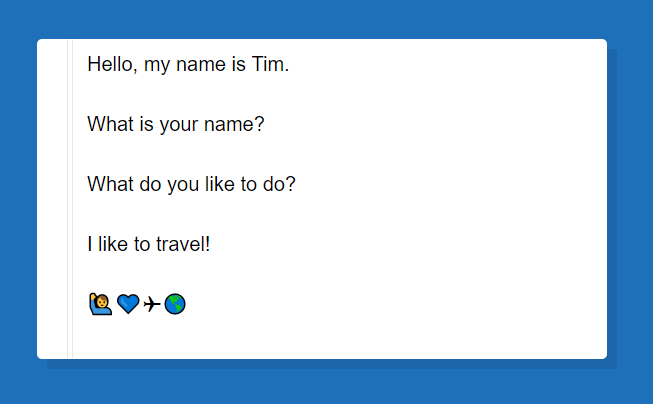 Hello, my name is Tim.
What is your name?
What do you like to do?
I like to travel!
🙋💙✈🌎